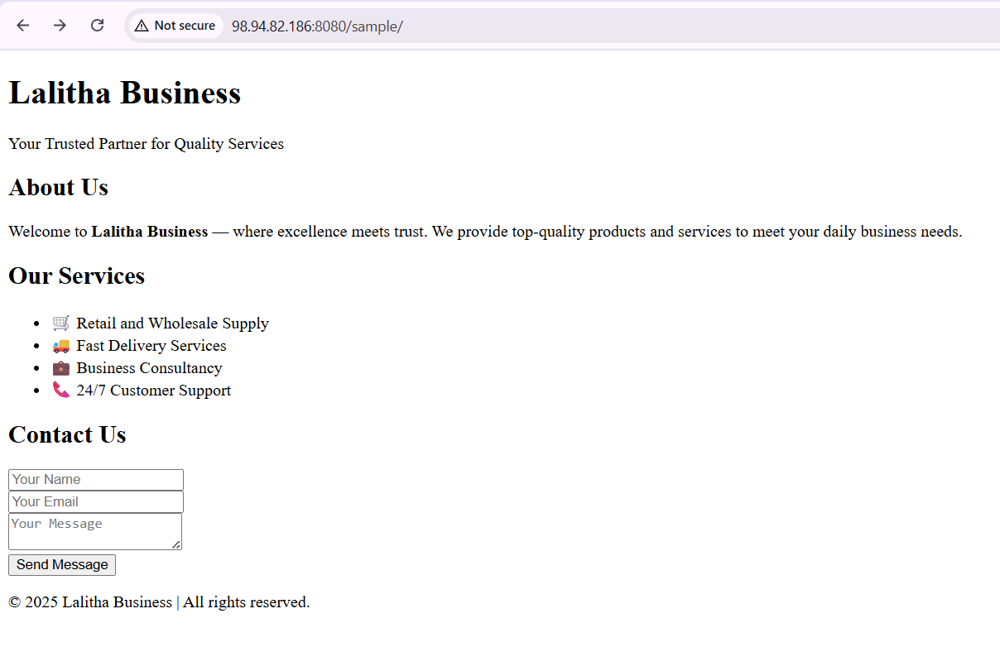 Not secure 98.94.82.186:8080/sample/
Lalitha Business
Your Trusted Partner for Quality Services
About Us
Welcome to Lalitha Business — where excellence meets trust. We provide top-quality products and services to meet your daily business needs.
Our Services
• 🛒 Retail and Wholesale Supply
• 🚚 Fast Delivery Services
• 💼 Business Consultancy
• 📞 24/7 Customer Support
Contact Us
Your Name
Your Email
Your Message
Send Message
© 2025 Lalitha Business | All rights reserved.